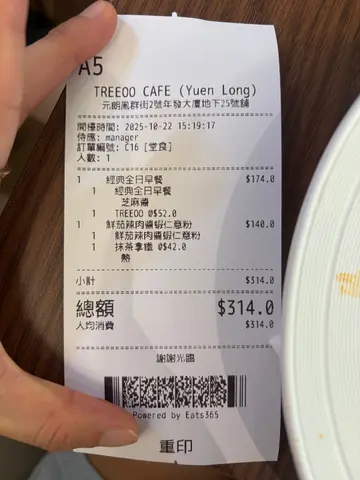 A5
TREEOO CAFE (Yuen Long)
元朗鳳群街2號年發大廈地下25號舖
開檯時間: 2025-10-22 15:19:17
侍應: manager
訂單編號: C16 [堂食]
人數: 1
1 經典全日早餐 $174.0
1 經典全日早餐
芝麻醬
1 TREEOO @$52.0
1 鮮茄辣肉醬蝦仁意粉 $140.0
1 鮮茄辣肉醬蝦仁意粉
1 抹茶拿鐵 @$42.0
熱
小計 $314.0
總額 $314.0
人均消費 $314.0
謝謝光臨
Powered by Eats365
重印